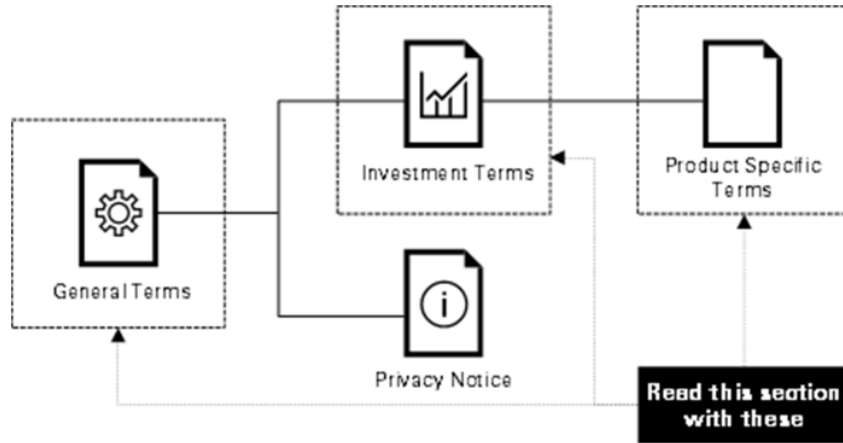 Investment Terms
Product Specific
Terms
General Terms
i
Privacy Notice
Read this section
with these